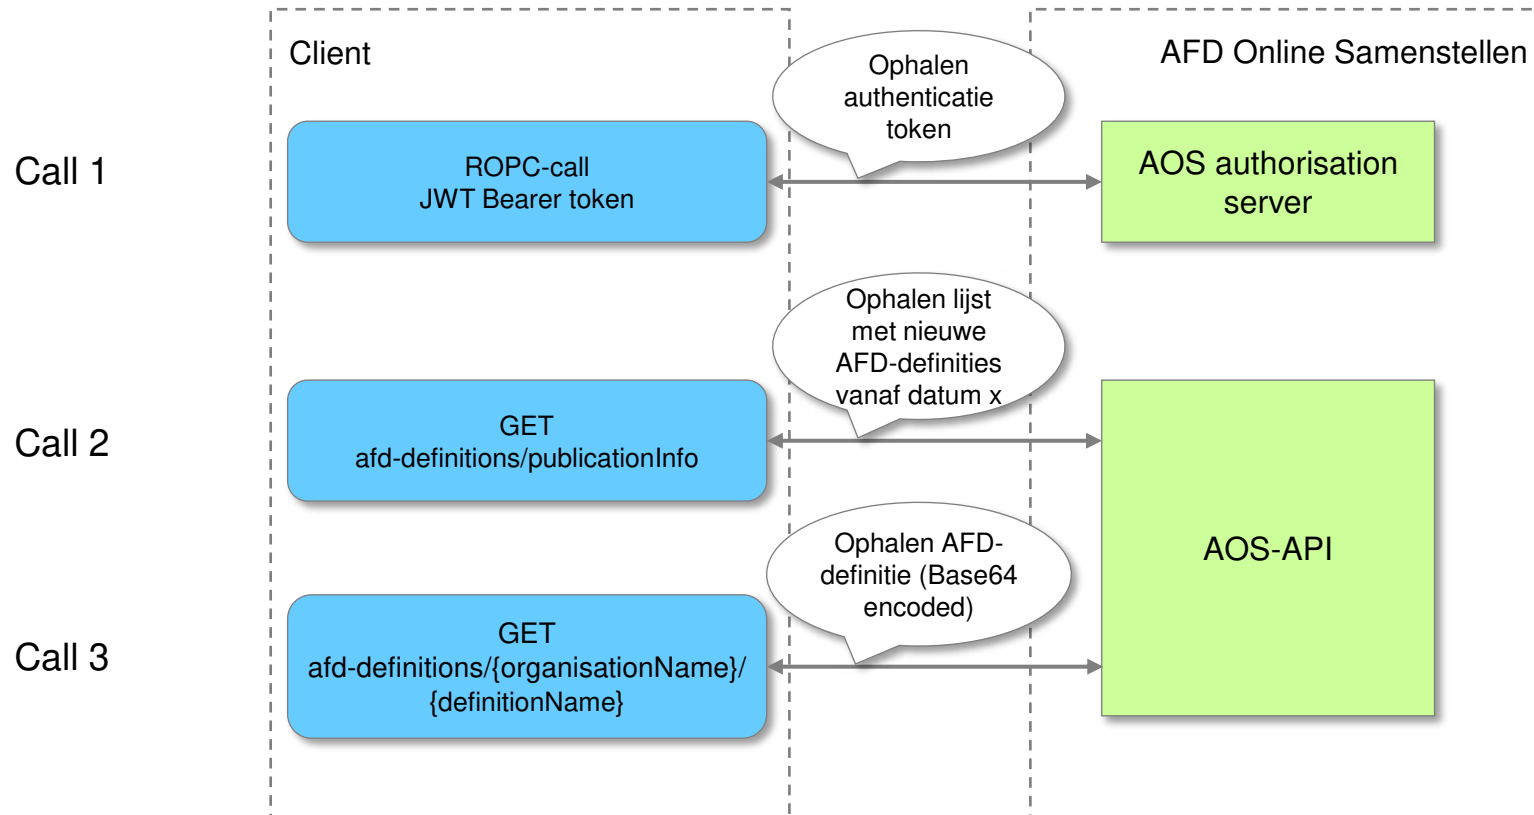 Client
AFD Online Samenstellen
Ophalen
authenticatie
token
Call 1
ROPC-call
JWT Bearer token
AOS authorisation
server
Ophalen lijst
met nieuwe
AFD-definities
vanaf datum x
Call 2
GET
afd-definitions/publicationInfo
AOS-API
Ophalen AFD-
definitie (Base64
encoded)
Call 3
GET
afd-definitions/{organisationName}/
{definitionName}